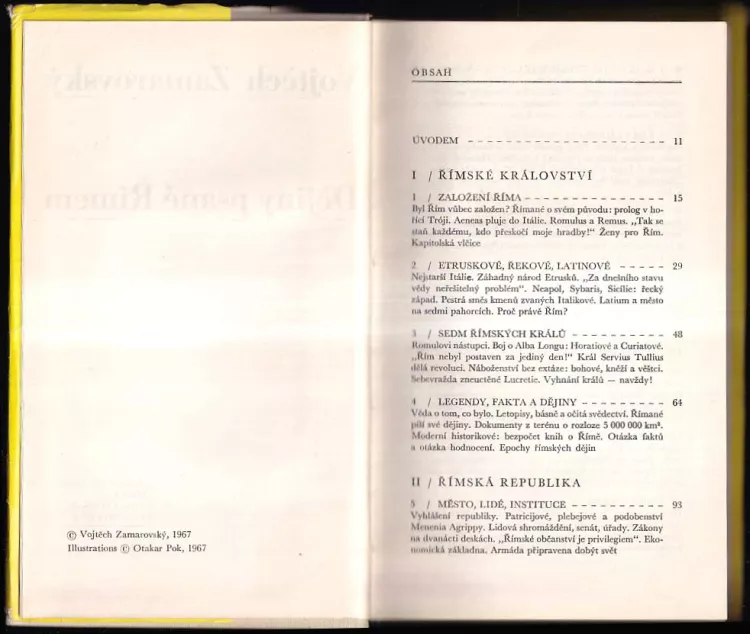 © Vojtěch Zamarovský, 1967
Illustrations © Otakar Pok, 1967
OBSAH
ÚVODEM - - - - - - - - - - - - - - - - - - - - - - 11
I / ŘÍMSKÉ KRÁLOVSTVÍ
1 / ZALOŽENÍ ŘÍMA - - - - - - - - - - - - - - - 15
Byl Řím vůbec založen? Římané o svém původu: prolog v ho-
řící Tróji. Aeneas pluje do Itálie. Romulus a Remus. „Tak se
staň každému, kdo přeskočí moje hradby!“ Ženy pro Řím.
Kapitolská vlčice
2 / ETRUSKOVÉ, ŘEKOVÉ, LATINOVÉ - - - - - 29
Nejstarší Itálie. Záhadný národ Etrusků. „Za dnešního stavu
vědy neřešitelný problém“. Neapol, Sybaris, Sicílie: řecký
západ. Pestrá směs kmenů zvaných Italikové. Latium a město
na sedmi pahorcích. Proč právě Řím?
3 / SEDM ŘÍMSKÝCH KRÁLŮ - - - - - - - - - - 48
Romulovi nástupci. Boj o Alba Longu: Horatiové a Curiatové.
„Řím nebyl postaven za jediný den!“ Král Servius Tullius
dělá revoluci. Náboženství bez extáze: bohové, kněží a věštci.
Sebevražda zneuctěné Lucretie. Vyhnání králů — navždy!
4 / LEGENDY, FAKTA A DĚJINY - - - - - - - - - 64
Věda o tom, co bylo. Letopisy, básně a očitá svědectví. Římané
píší své dějiny. Dokumenty z terénu o rozloze 5 000 000 km².
Moderní historikové: bezpočet knih o Římě. Otázka faktů
a otázka hodnocení. Epochy římských dějin
II / ŘÍMSKÁ REPUBLIKA
5 / MĚSTO, LIDÉ, INSTITUCE - - - - - - - - - - 93
Vyhlášení republiky. Patricijové, plebejové a podobenství
Menenia Agrippy. Lidová shromáždění, senát, úřady. Zákony
na dvanácti deskách. „Římské občanství je privilegiem“. Eko-
nomická základna. Armáda připravena dobýt svět